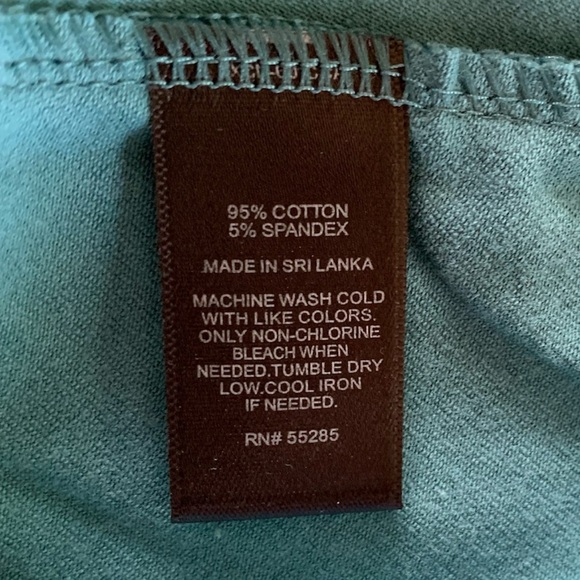 95% COTTON
5% SPANDEX
MADE IN SRI LANKA
MACHINE WASH COLD
WITH LIKE COLORS.
ONLY NON-CHLORINE
BLEACH WHEN
NEEDED.TUMBLE DRY
LOW.COOL IRON
IF NEEDED.
RN# 55285